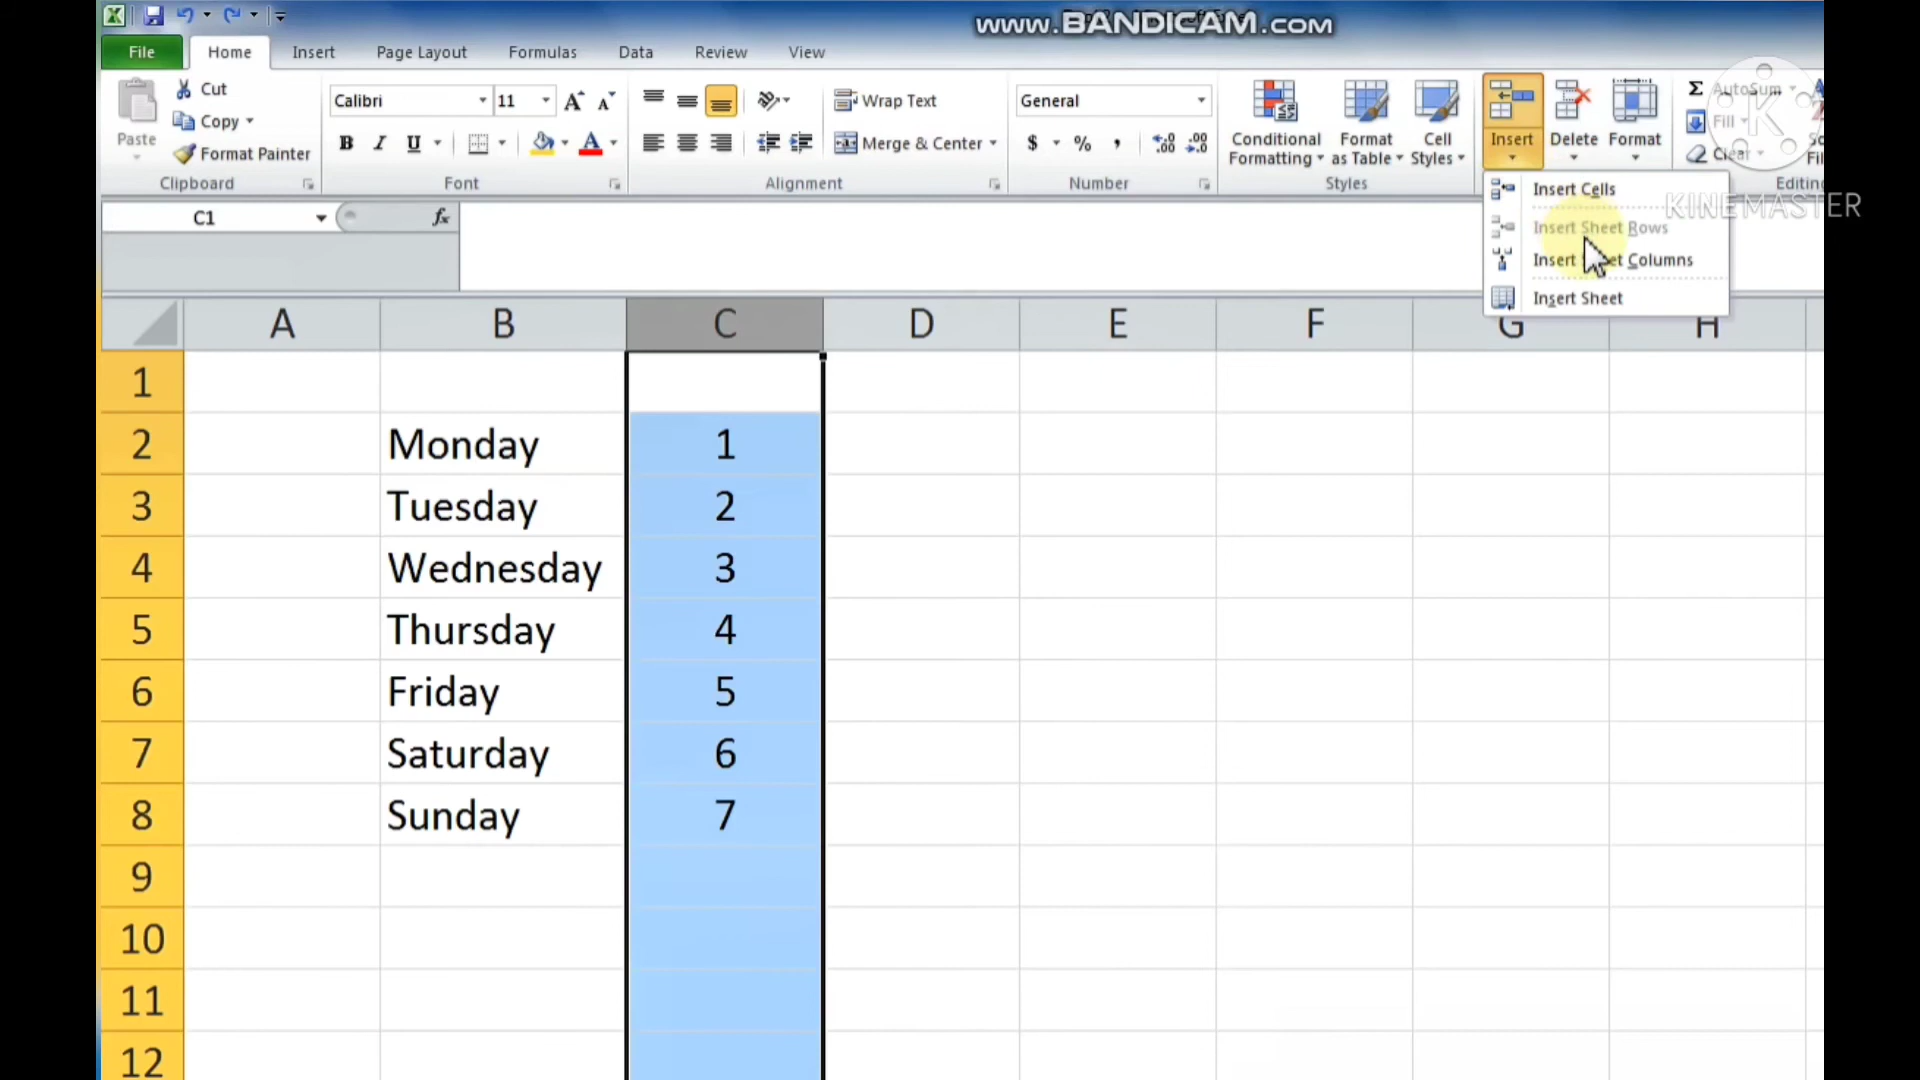 www.BANDICAM.com
File Home Insert Page Layout Formulas Data Review View
Cut
Copy
Format Painter
Paste
Clipboard
Calibri 11
A A
B I U A
Font
Wrap Text
Merge & Center
Alignment
General
$ % ,
Number
Conditional Formatting
Format as Table
Cell Styles
Styles
Insert Delete Format
Σ AutoSum
Fill
Clear
Editing
K
KINEMASTER
Insert Cells
Insert Sheet Rows
Insert Sheet Columns
Insert Sheet
C1 fx
A B C D E F G H
1
2 Monday 1
3 Tuesday 2
4 Wednesday 3
5 Thursday 4
6 Friday 5
7 Saturday 6
8 Sunday 7
9
10
11
12